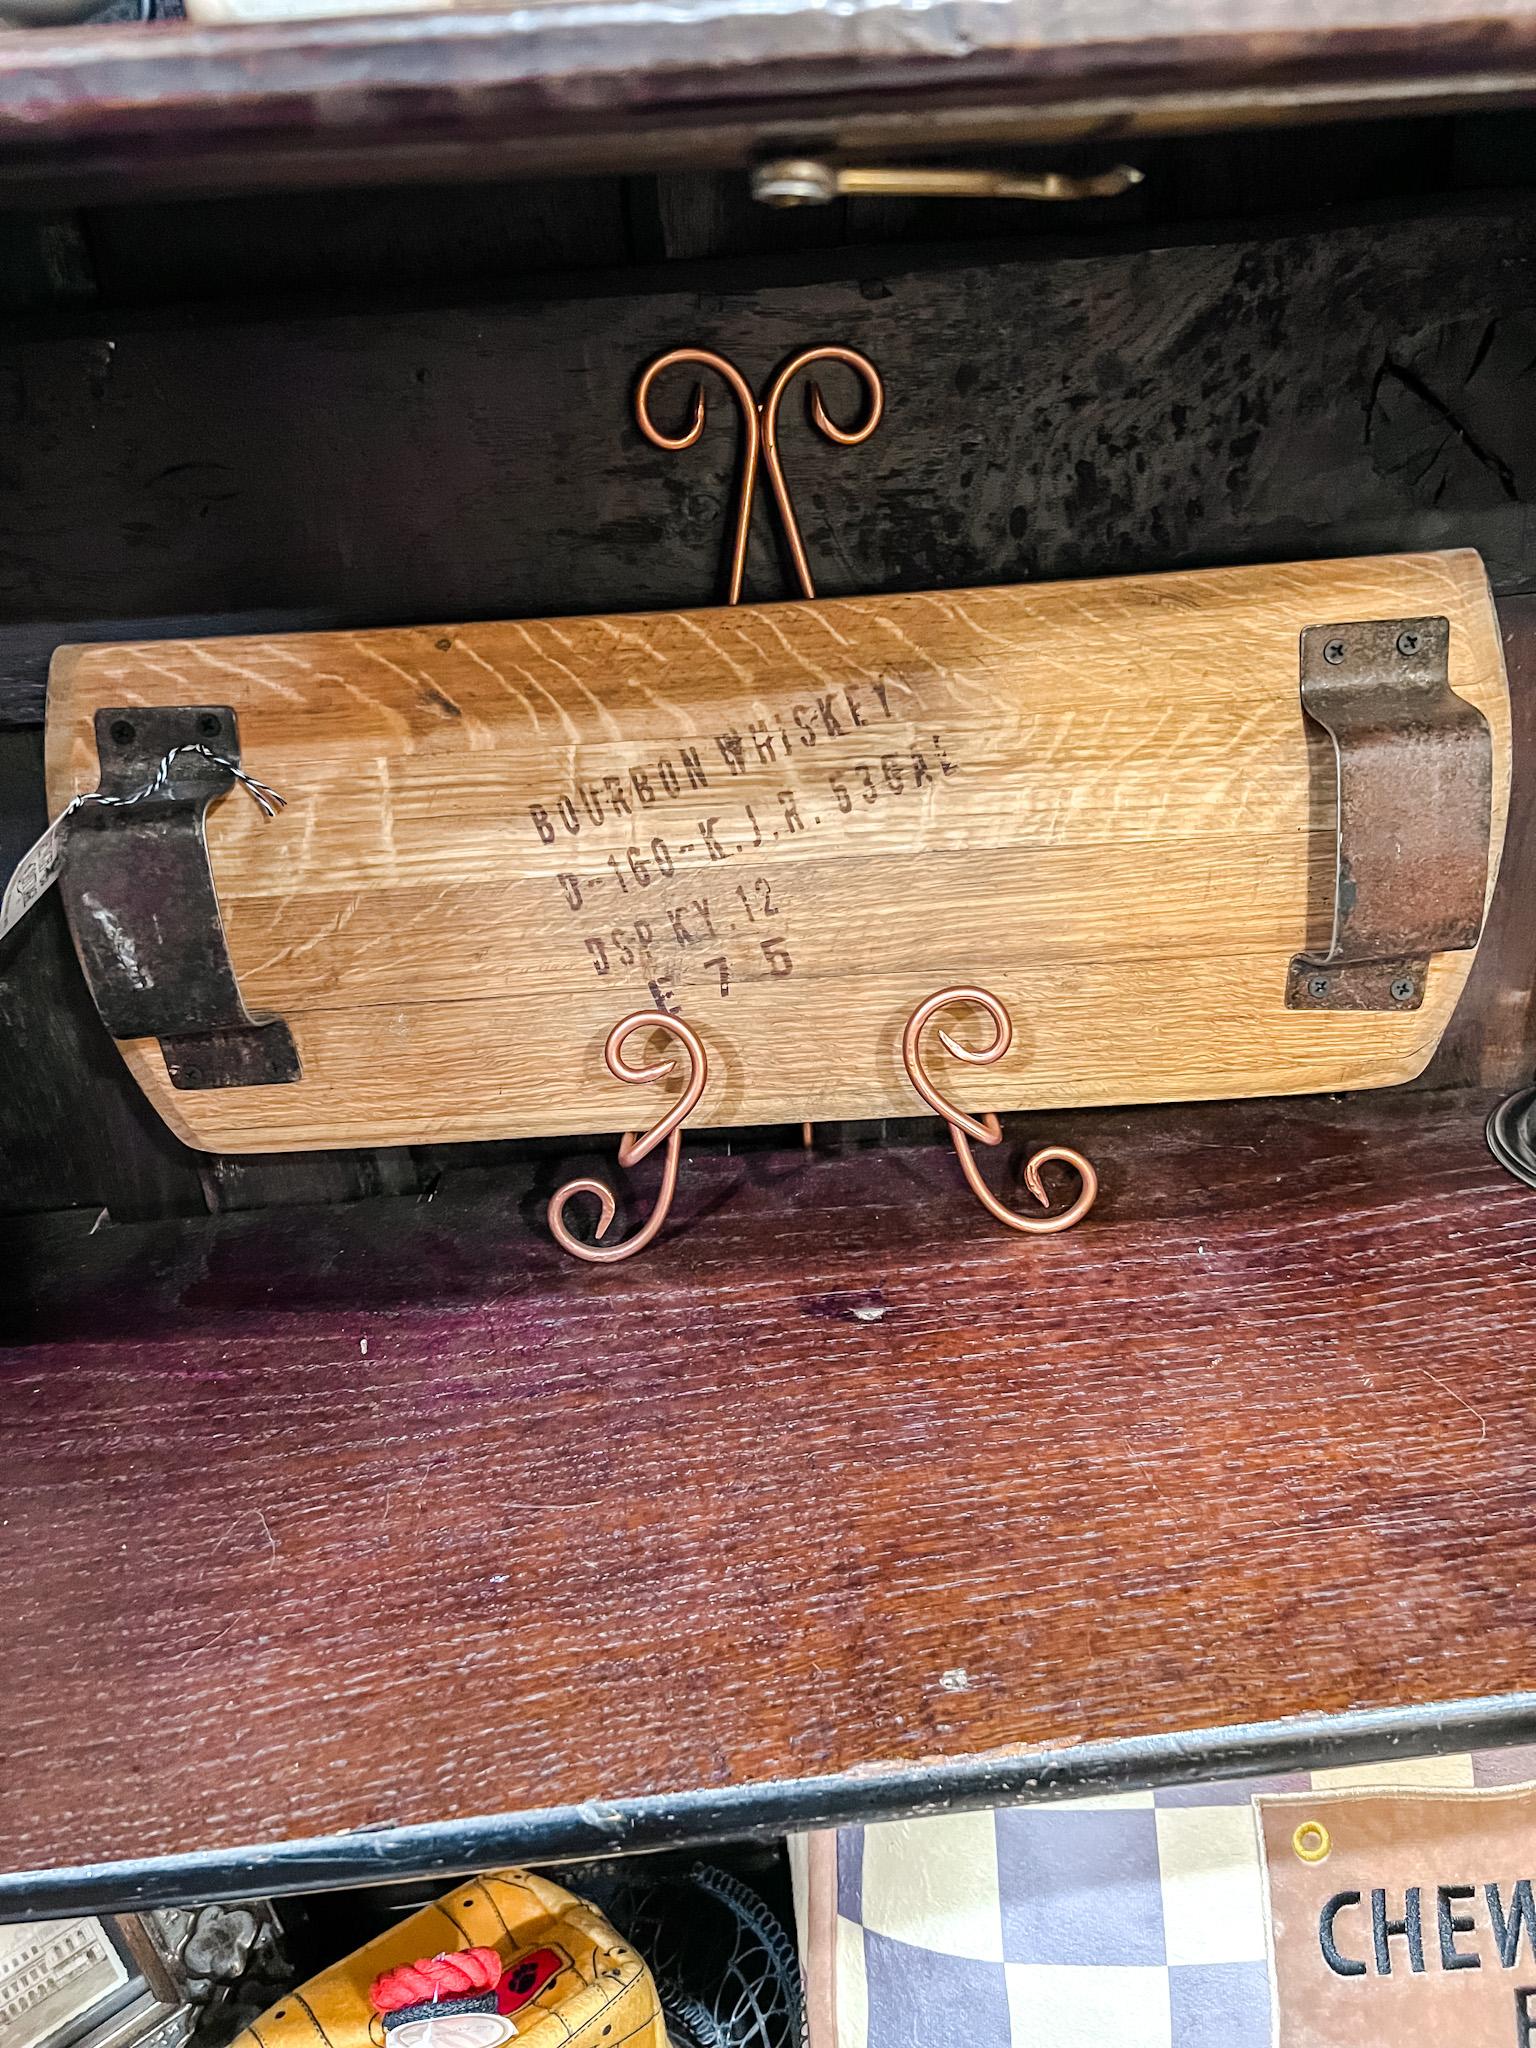 BOURBON WHISKEY
D-160-K.J.R. 53GAL
DSP KY. 12
E 7 5
CHEW